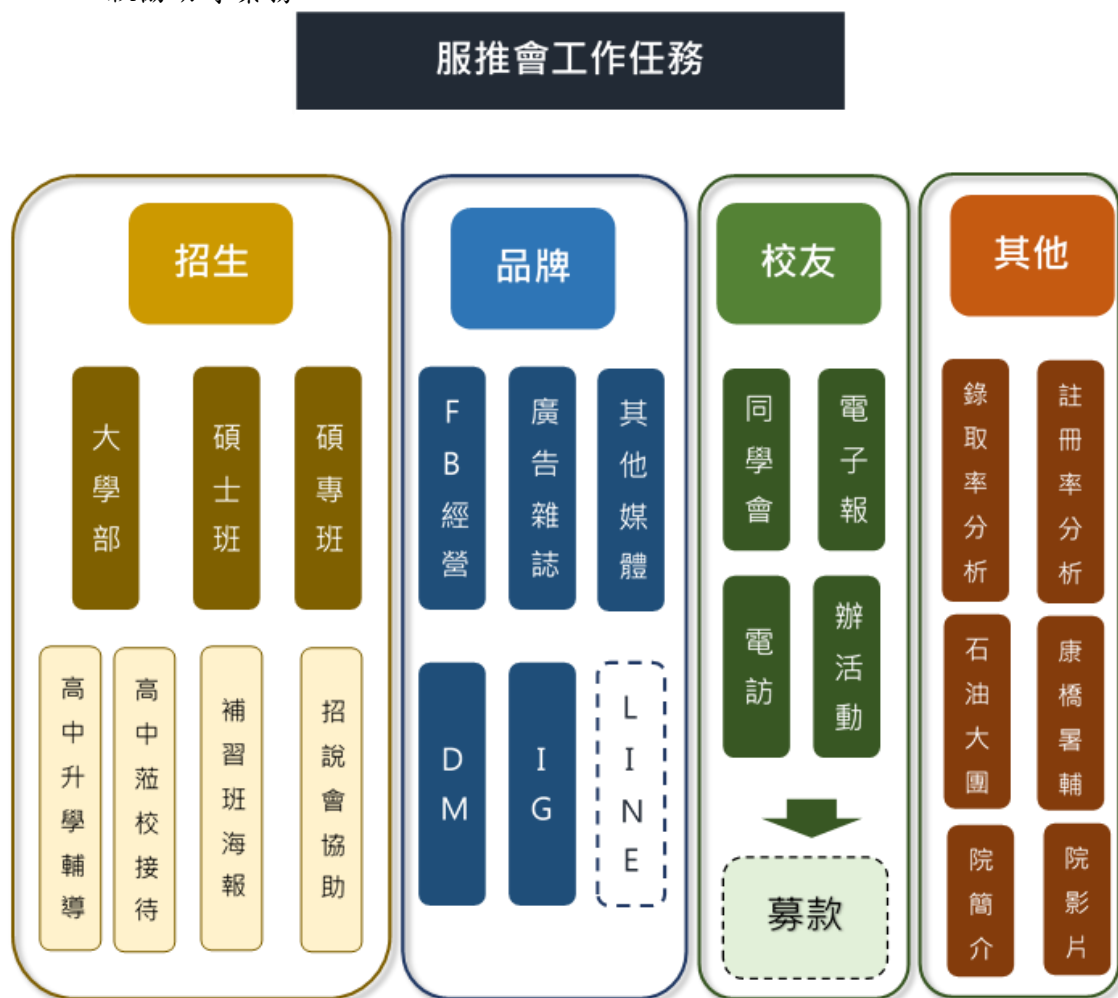 服推會工作任務
招生
大學部
碩士班
碩專班
高中升學輔導
高中蒞校接待
補習班海報
招說會協助
品牌
FB經營
廣告雜誌
其他媒體
DM
IG
LINE
校友
同學會
電子報
電訪
辦活動
募款
其他
錄取率分析
註冊率分析
石油大團
康橋暑輔
院簡介
院影片